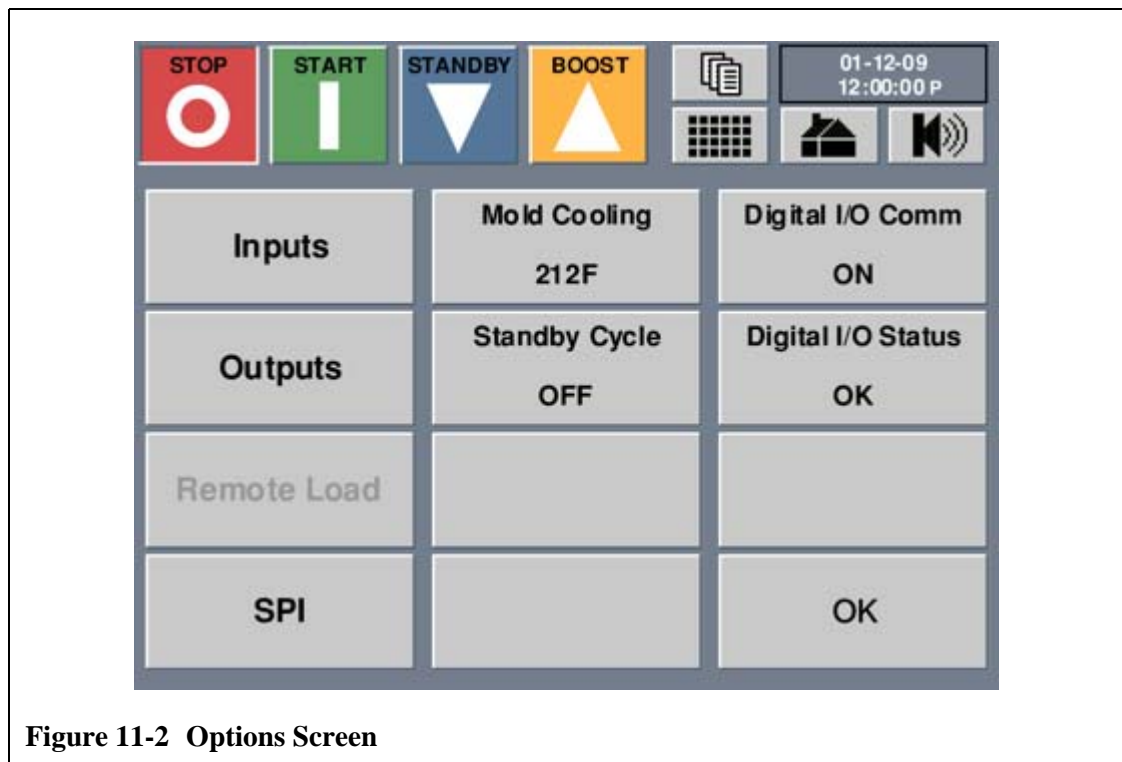 STOP
START
STANDBY
BOOST
01-12-09
12:00:00 P
Inputs
Mold Cooling
212F
Digital I/O Comm
ON
Outputs
Standby Cycle
OFF
Digital I/O Status
OK
Remote Load
SPI
OK
Figure 11-2 Options Screen